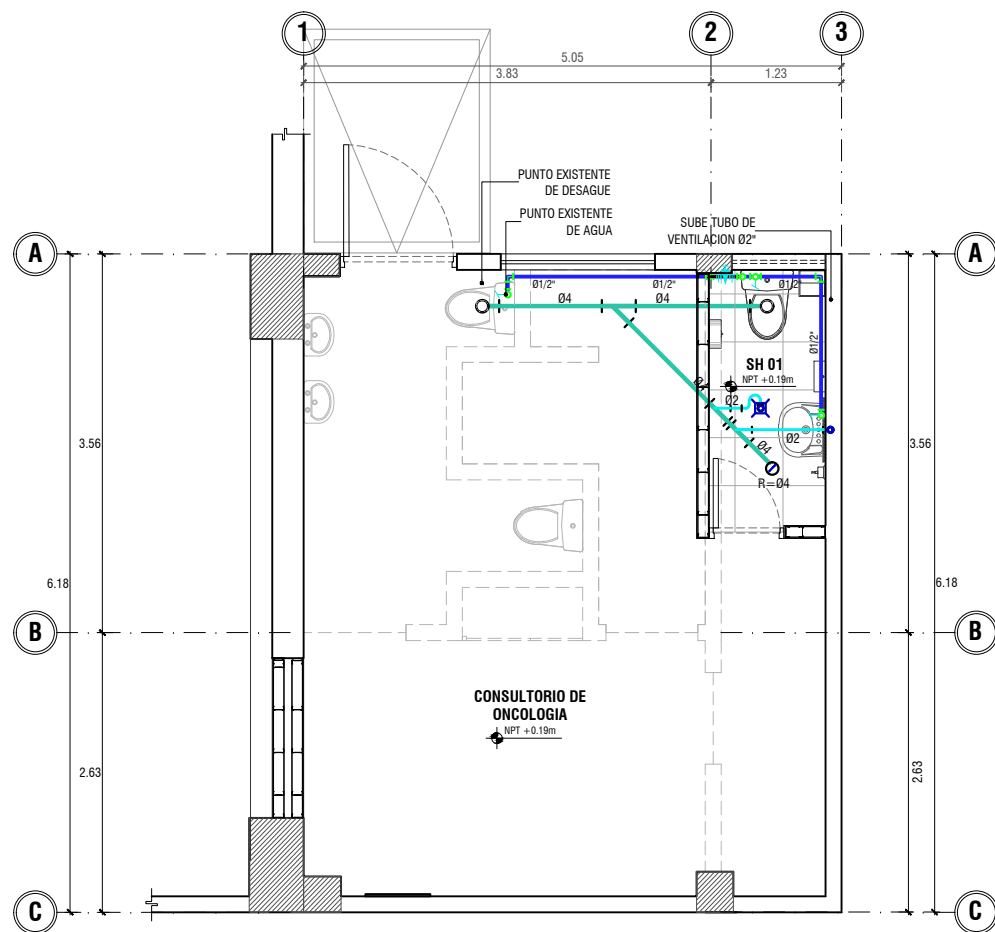 1
2
3
5.05
3.83
1.23
PUNTO EXISTENTE
DE DESAGUE
PUNTO EXISTENTE
DE AGUA
SUBE TUBO DE
VENTILACION Ø2"
A
A
Ø1/2"
Ø4
Ø1/2"
Ø4
Ø1/2"
Ø1/2"
SH 01
NPT +0.19m
Ø4
Ø2
Ø2
Ø4
R=Ø4
3.56
3.56
6.18
6.18
B
B
CONSULTORIO DE
ONCOLOGIA
NPT +0.19m
2.63
2.63
C
C